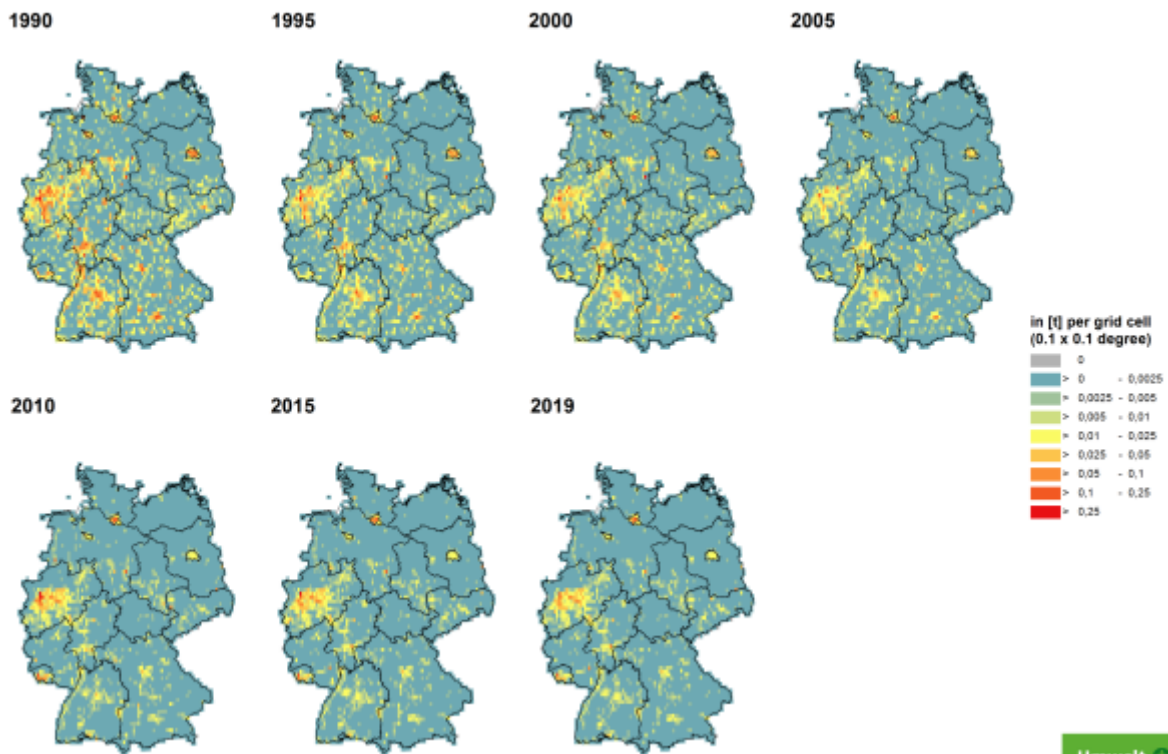 1990
1995
2000
2005
in [t] per grid cell
(0.1 x 0.1 degree)
0
> 0 - 0,0025
> 0,0025 - 0,005
> 0,005 - 0,01
> 0,01 - 0,025
> 0,025 - 0,05
> 0,05 - 0,1
> 0,1 - 0,25
> 0,25
2010
2015
2019